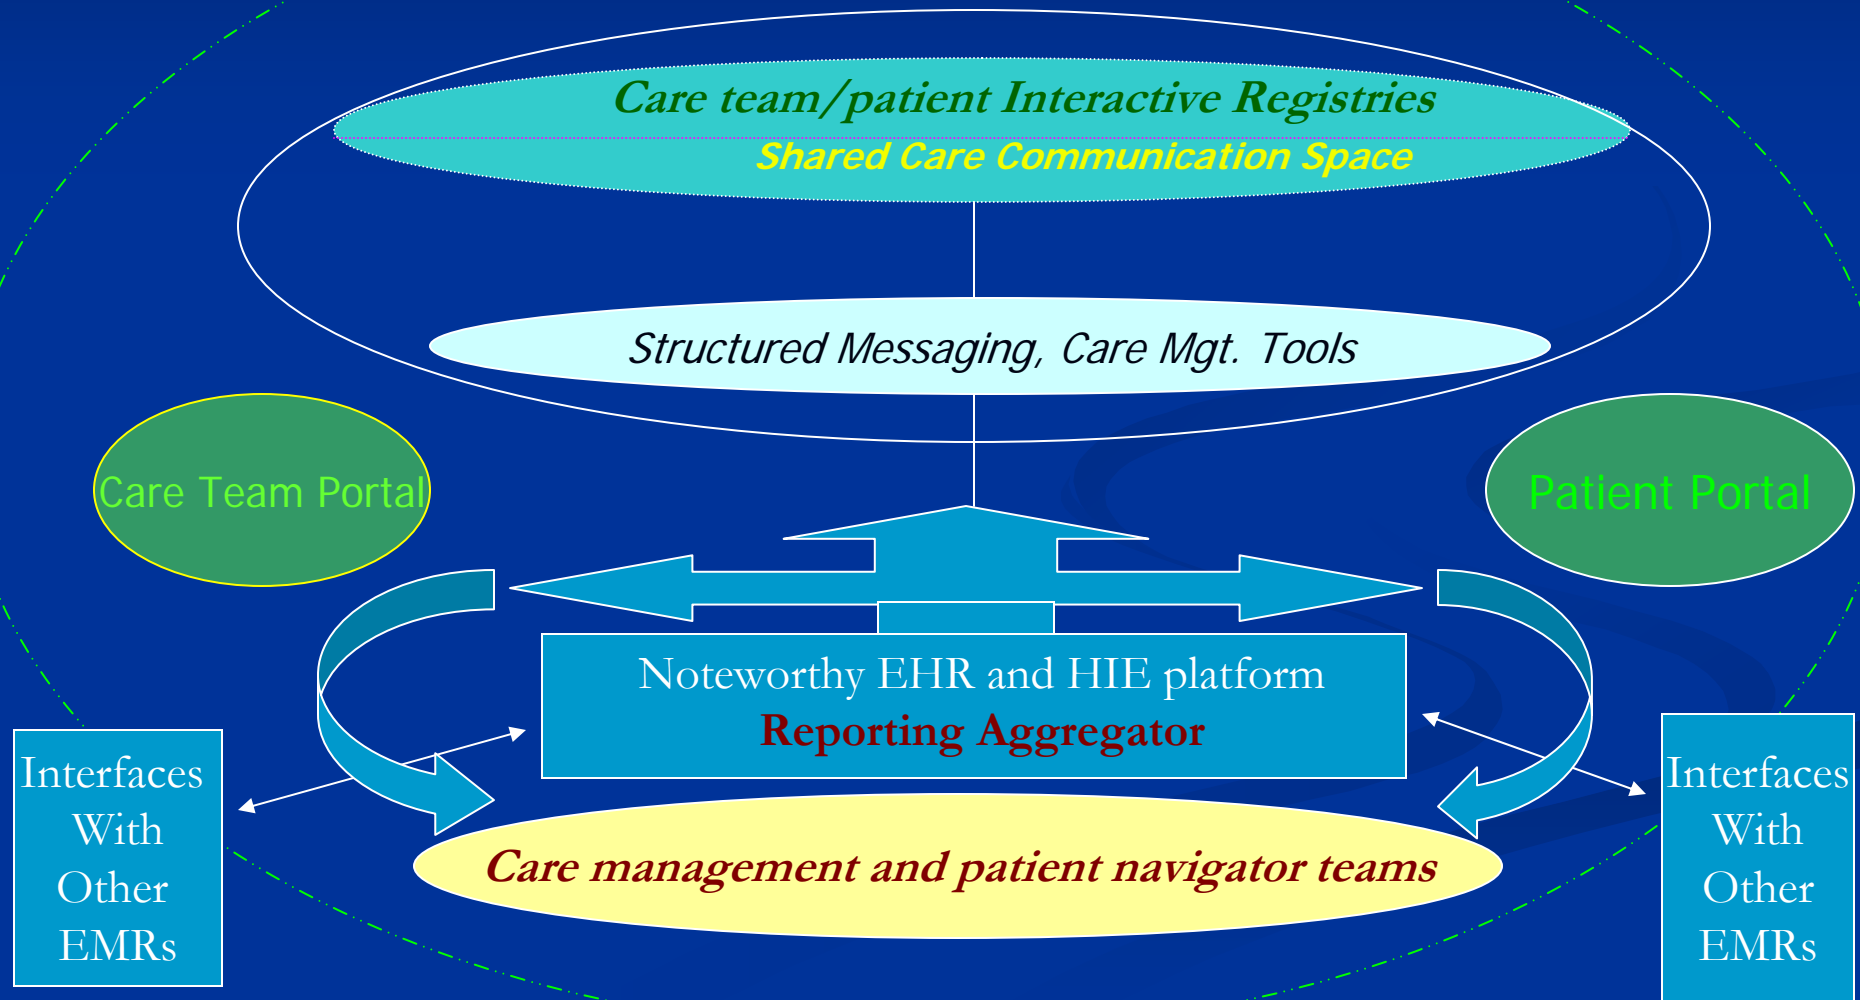 Care team/patient Interactive Registries
Shared Care Communication Space
Structured Messaging, Care Mgt. Tools
Care Team Portal
Patient Portal
Noteworthy EHR and HIE platform
Reporting Aggregator
Interfaces
With
Other
EMRs
Interfaces
With
Other
EMRs
Care management and patient navigator teams